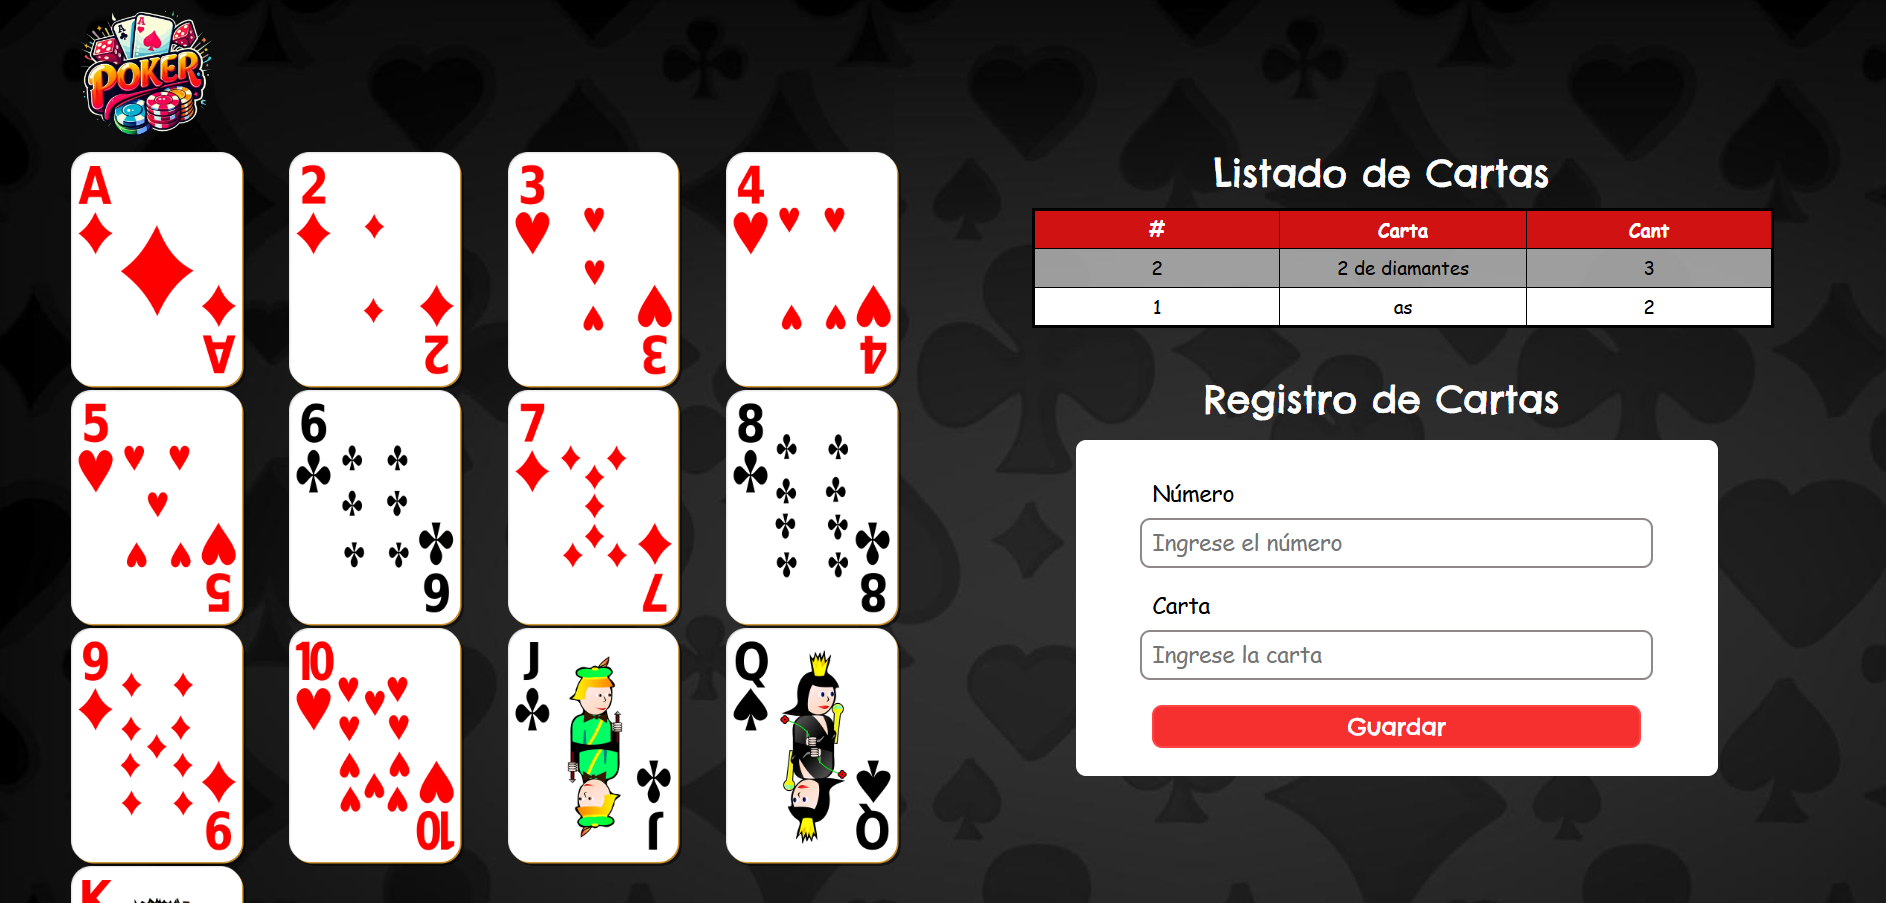 A A
POKER
A
A
2
2
3
3
4
4
5
5
6
6
7
7
8
8
9
9
10
10
J
J
Q
Q
K
Listado de Cartas
# Carta Cant
2 2 de diamantes 3
1 as 2
Registro de Cartas
Número
Ingrese el número
Carta
Ingrese la carta
Guardar